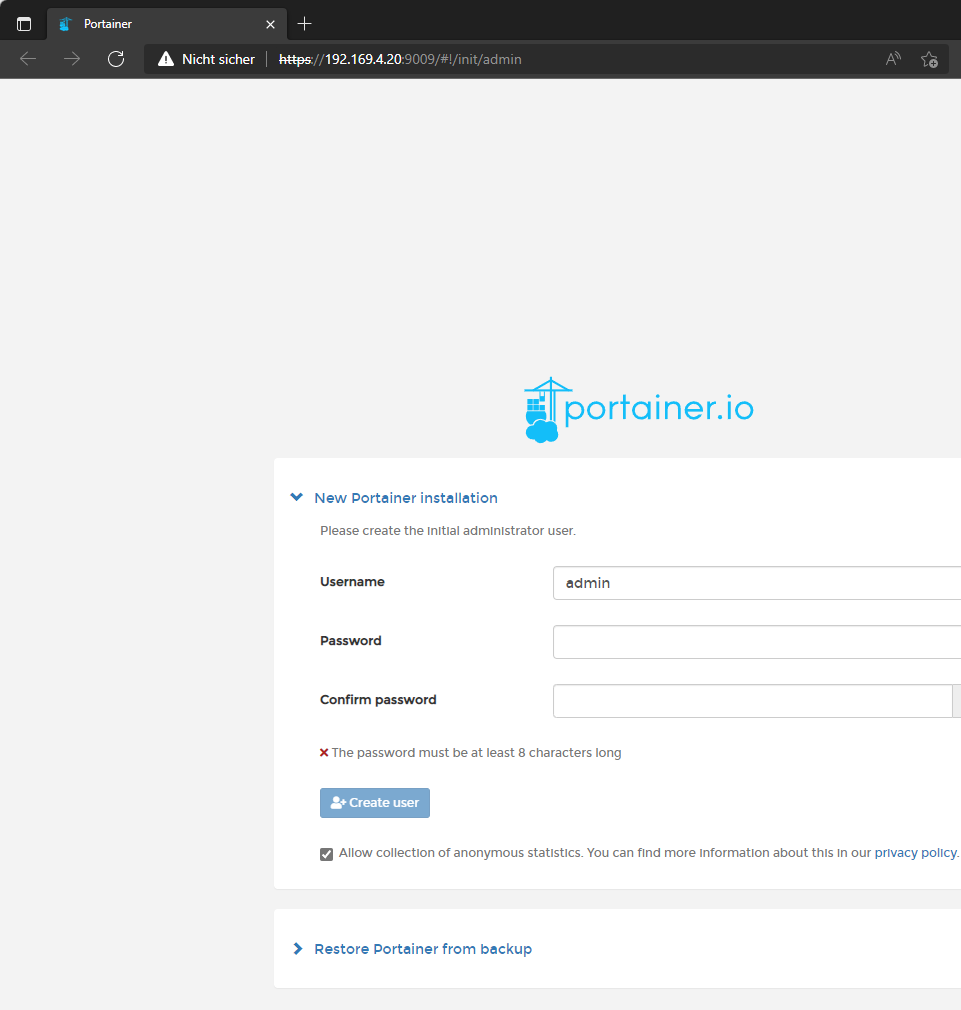 Portainer
Nicht sicher https://192.169.4.20:9009/#!/init/admin
portainer.io
New Portainer installation
Please create the initial administrator user.
Username admin
Password
Confirm password
The password must be at least 8 characters long
Create user
Allow collection of anonymous statistics. You can find more information about this in our privacy policy.
Restore Portainer from backup